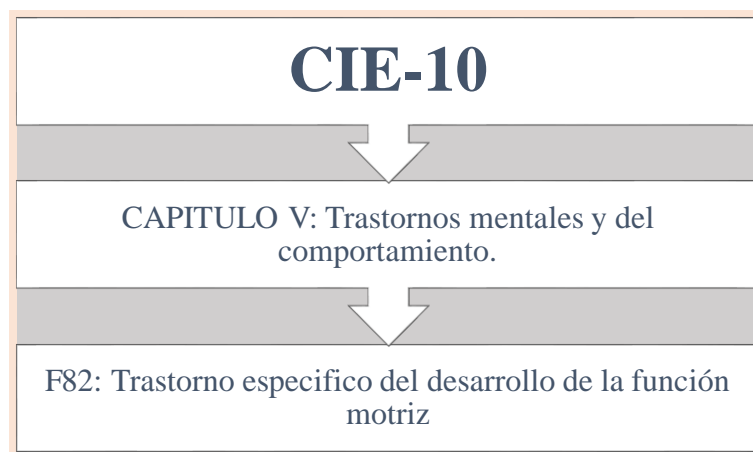 CIE-10
CAPITULO V: Trastornos mentales y del
comportamiento.
F82: Trastorno especifico del desarrollo de la función
motriz